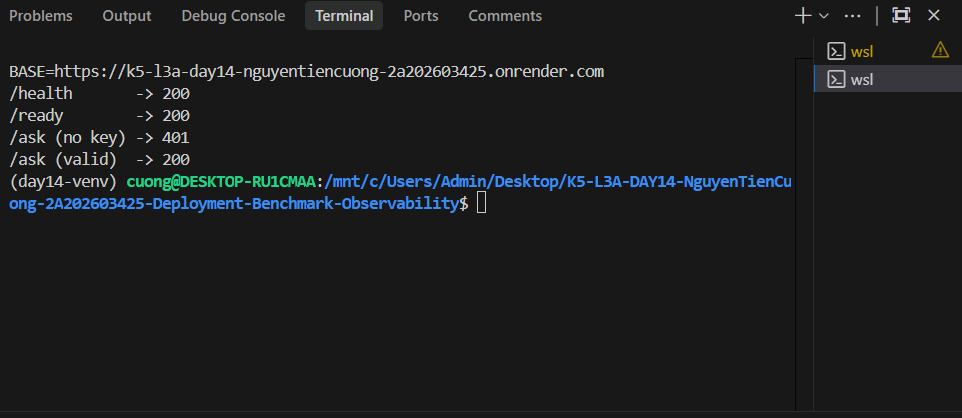 Problems Output Debug Console Terminal Ports Comments
wsl
wsl
BASE=https://k5-l3a-day14-nguyentiencuong-2a202603425.onrender.com
/health       -> 200
/ready        -> 200
/ask (no key) -> 401
/ask (valid)  -> 200
(day14-venv) cuong@DESKTOP-RU1CMAA:/mnt/c/Users/Admin/Desktop/K5-L3A-DAY14-NguyenTienCu
ong-2A202603425-Deployment-Benchmark-Observability$